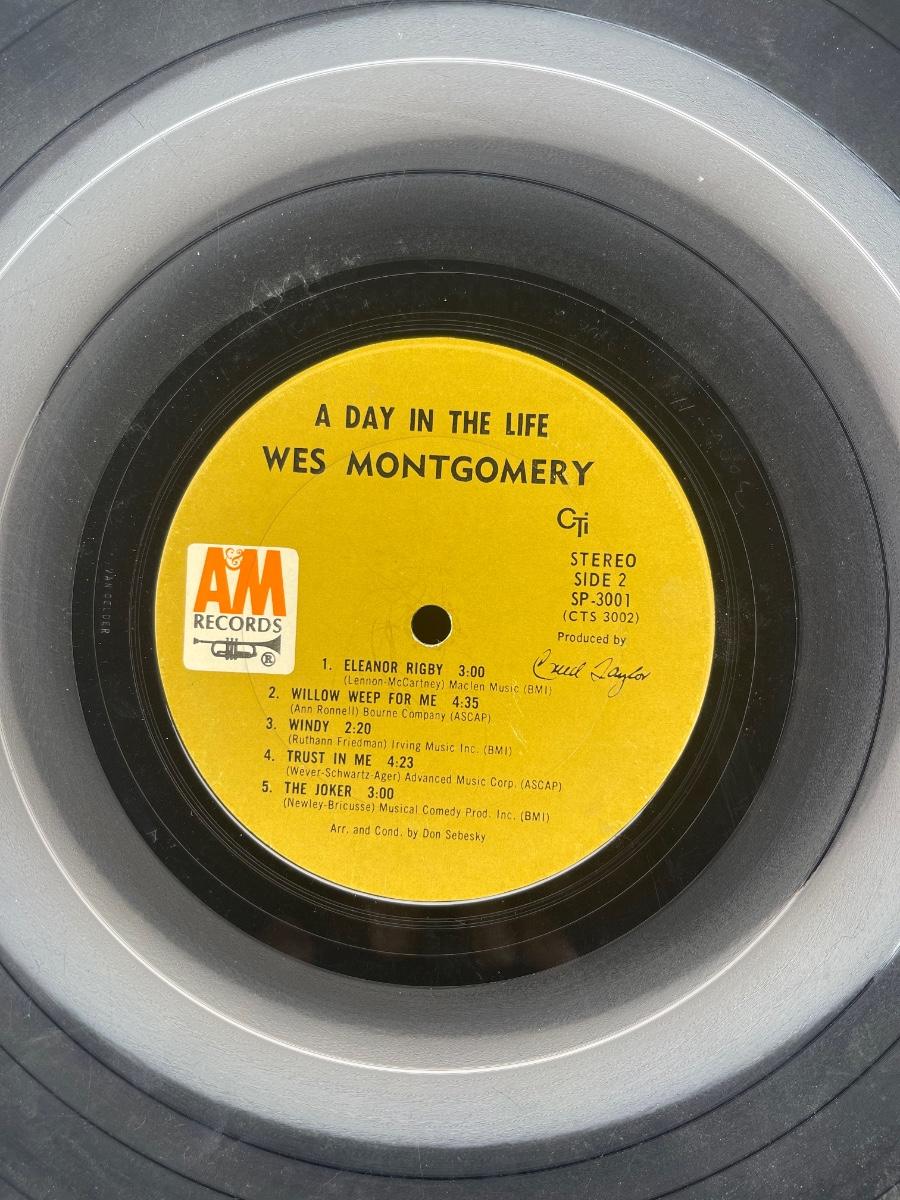 A DAY IN THE LIFE
WES MONTGOMERY
CTi
STEREO
SIDE 2
SP-3001
(CTS 3002)
Produced by
Creed Taylor
A&M
RECORDS
®
1. ELEANOR RIGBY 3:00
(Lennon-McCartney) Maclen Music (BMI)
2. WILLOW WEEP FOR ME 4:35
(Ann Ronnell) Bourne Company (ASCAP)
3. WINDY 2:20
(Ruthann Friedman) Irving Music Inc. (BMI)
4. TRUST IN ME 4:23
(Wever-Schwartz-Ager) Advanced Music Corp. (ASCAP)
5. THE JOKER 3:00
(Newley-Bricusse) Musical Comedy Prod. Inc. (BMI)
Arr. and Cond. by Don Sebesky
VAN GELDER